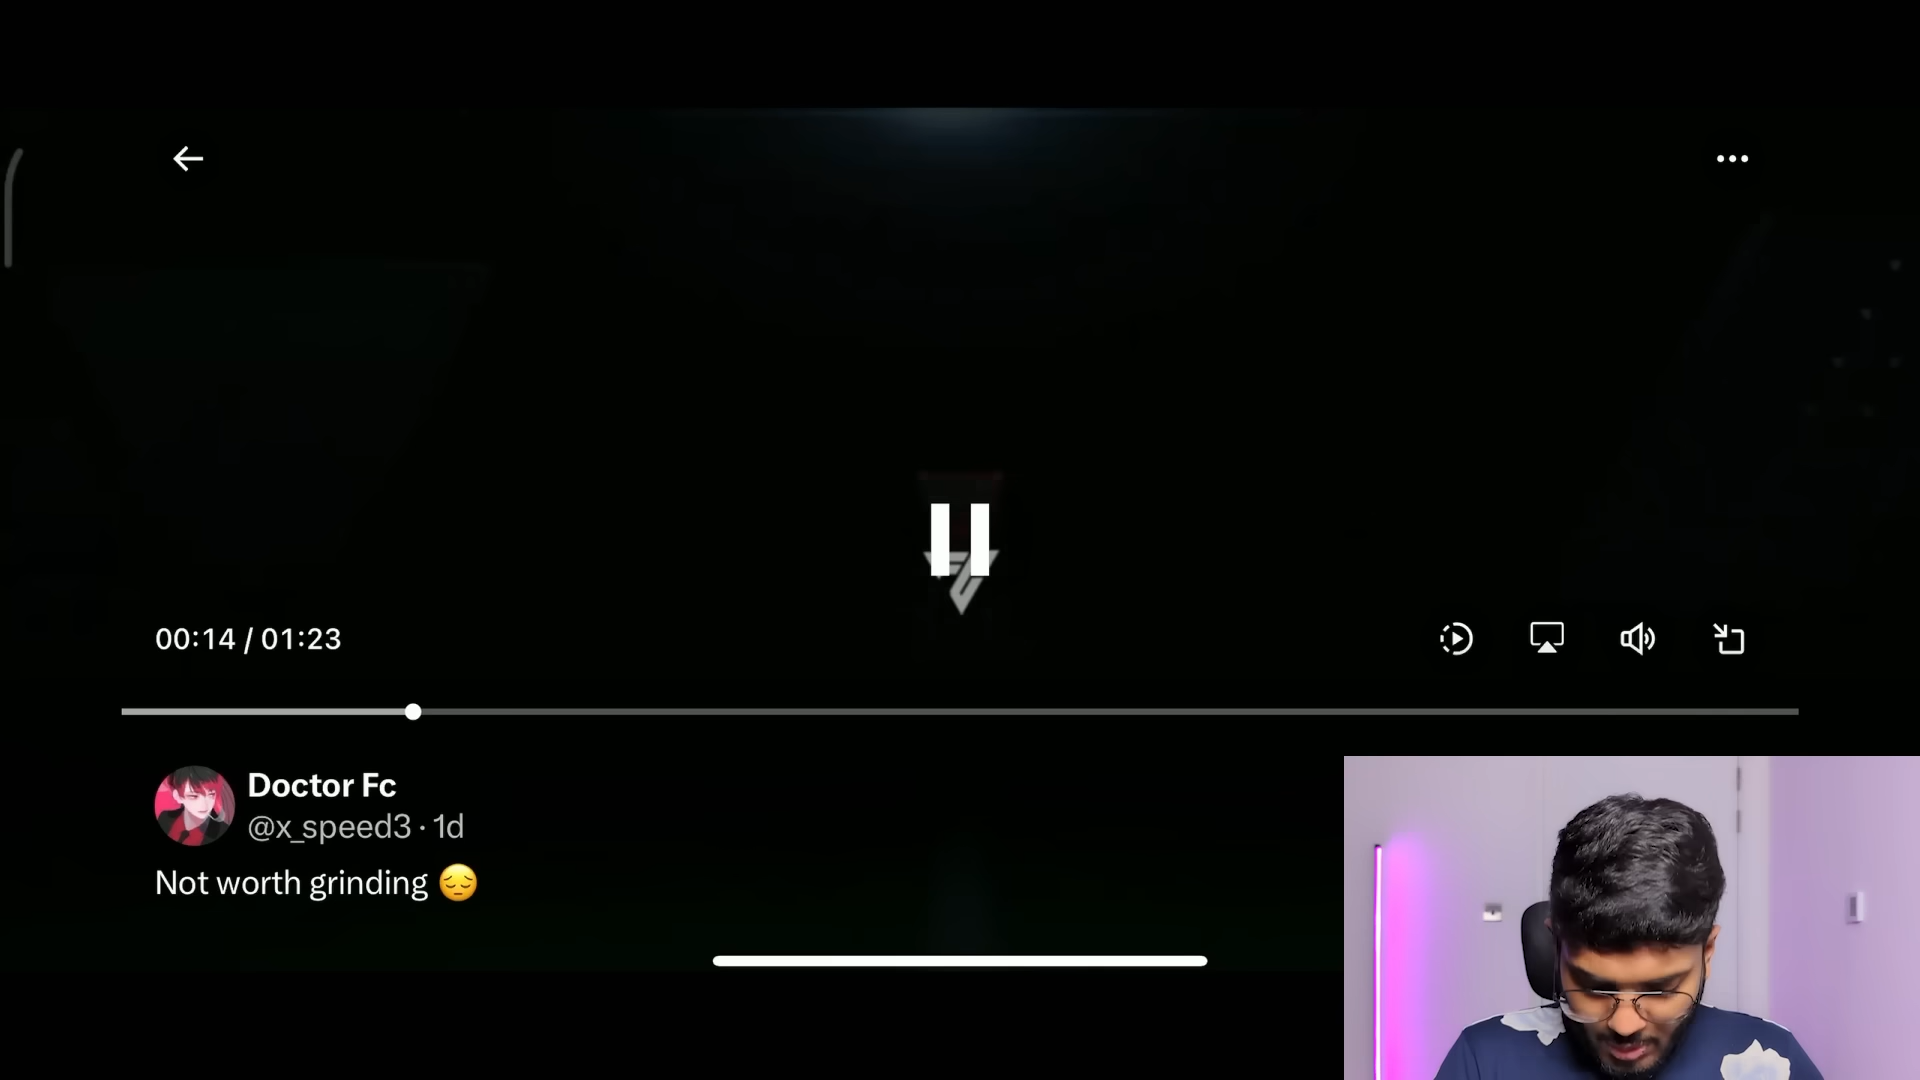 00:14 / 01:23
Doctor Fc
@x_speed3 · 1d
Not worth grinding 😔